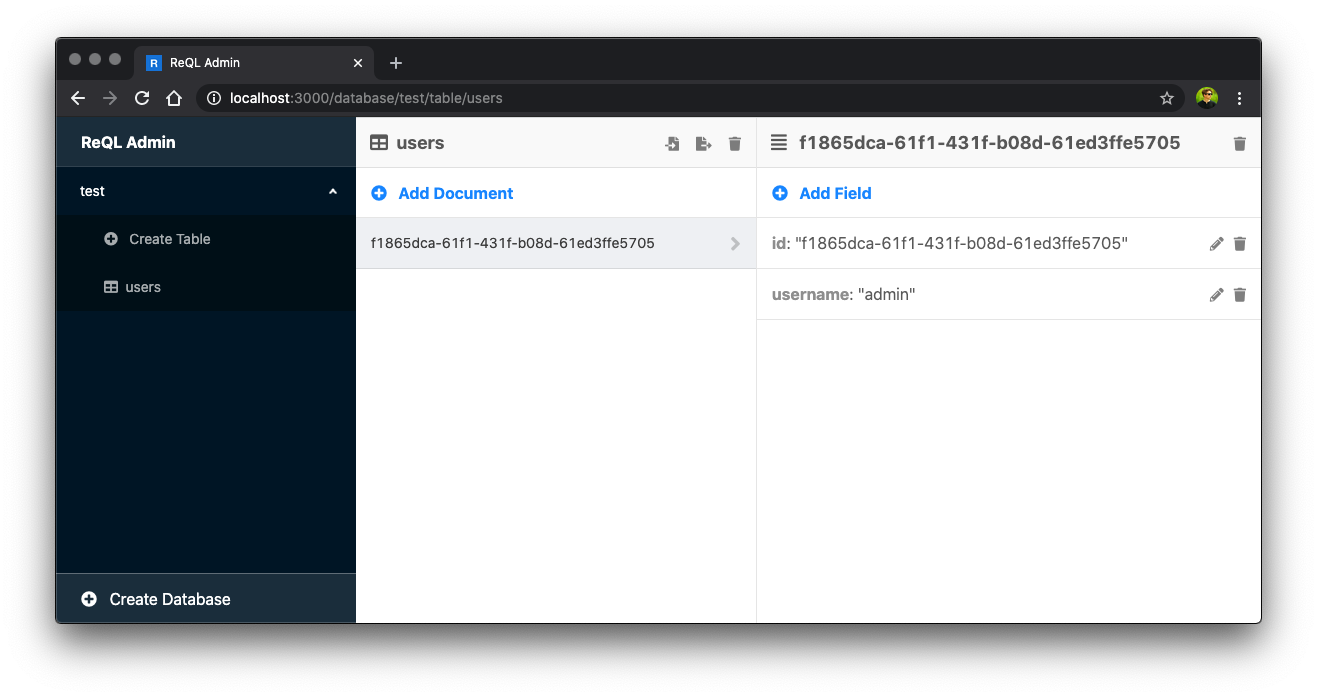 R ReQL Admin
localhost:3000/database/test/table/users
ReQL Admin
test
Create Table
users
Create Database
users
Add Document
f1865dca-61f1-431f-b08d-61ed3ffe5705
f1865dca-61f1-431f-b08d-61ed3ffe5705
Add Field
id: "f1865dca-61f1-431f-b08d-61ed3ffe5705"
username: "admin"